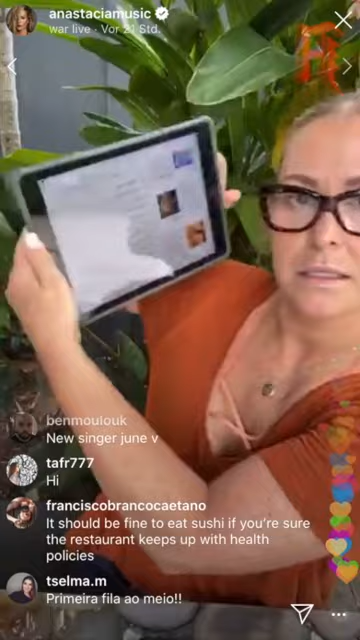 anastaciamusic
war live · Vor 21 Std.
benmoulouk
New singer june v
tafr777
Hi
franciscobrancocaetano
It should be fine to eat sushi if you're sure
the restaurant keeps up with health
policies
tselma.m
Primeira fila ao meio!!